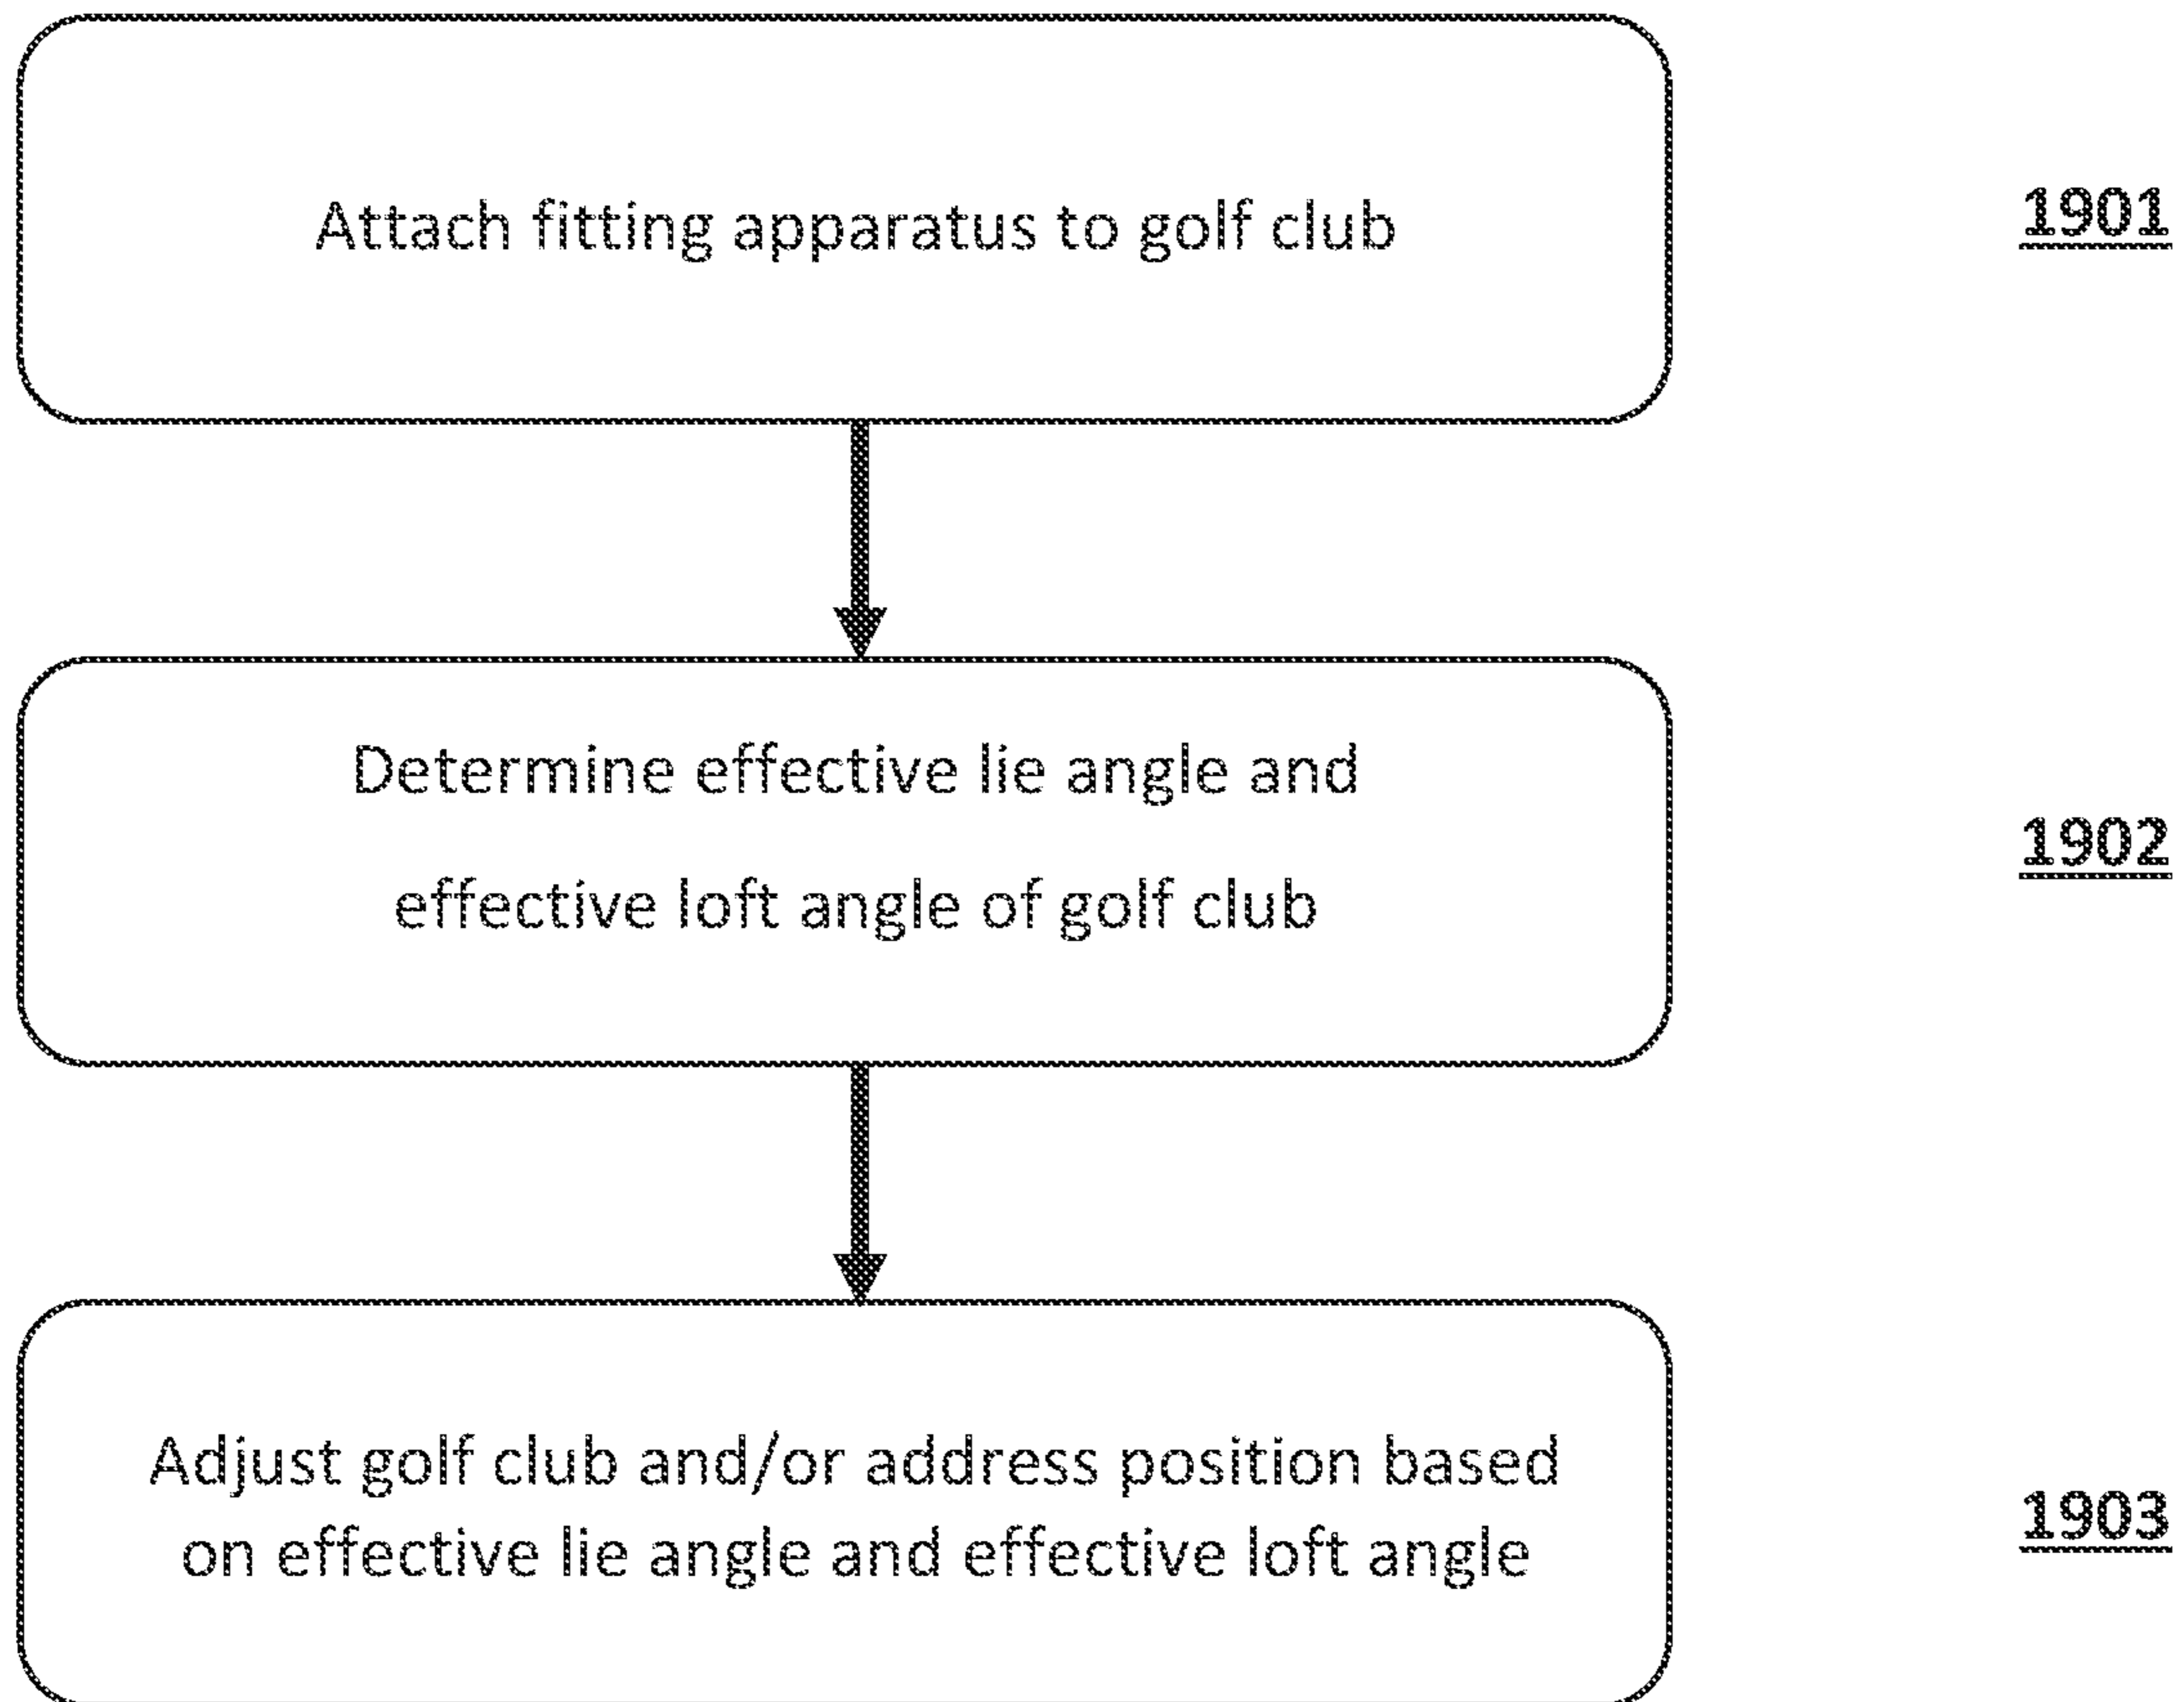 Attach fitting apparatus to golf club
1901
Determine effective lie angle and
effective loft angle of golf club
1902
Adjust golf club and/or address position based
on effective lie angle and effective loft angle
1903